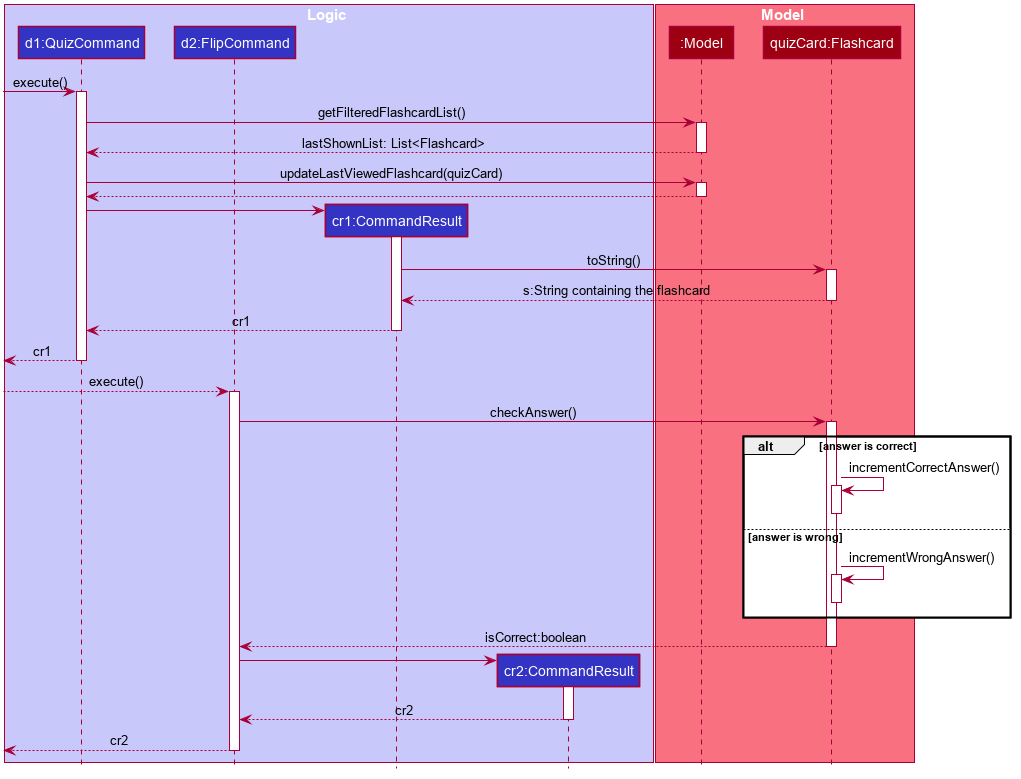 Logic
Model
d1:QuizCommand
d2:FlipCommand
:Model
quizCard:Flashcard
execute()
getFilteredFlashcardList()
lastShownList: List<Flashcard>
updateLastViewedFlashcard(quizCard)
cr1:CommandResult
toString()
s:String containing the flashcard
cr1
cr1
execute()
checkAnswer()
alt
[answer is correct]
incrementCorrectAnswer()
[answer is wrong]
incrementWrongAnswer()
isCorrect:boolean
cr2:CommandResult
cr2
cr2